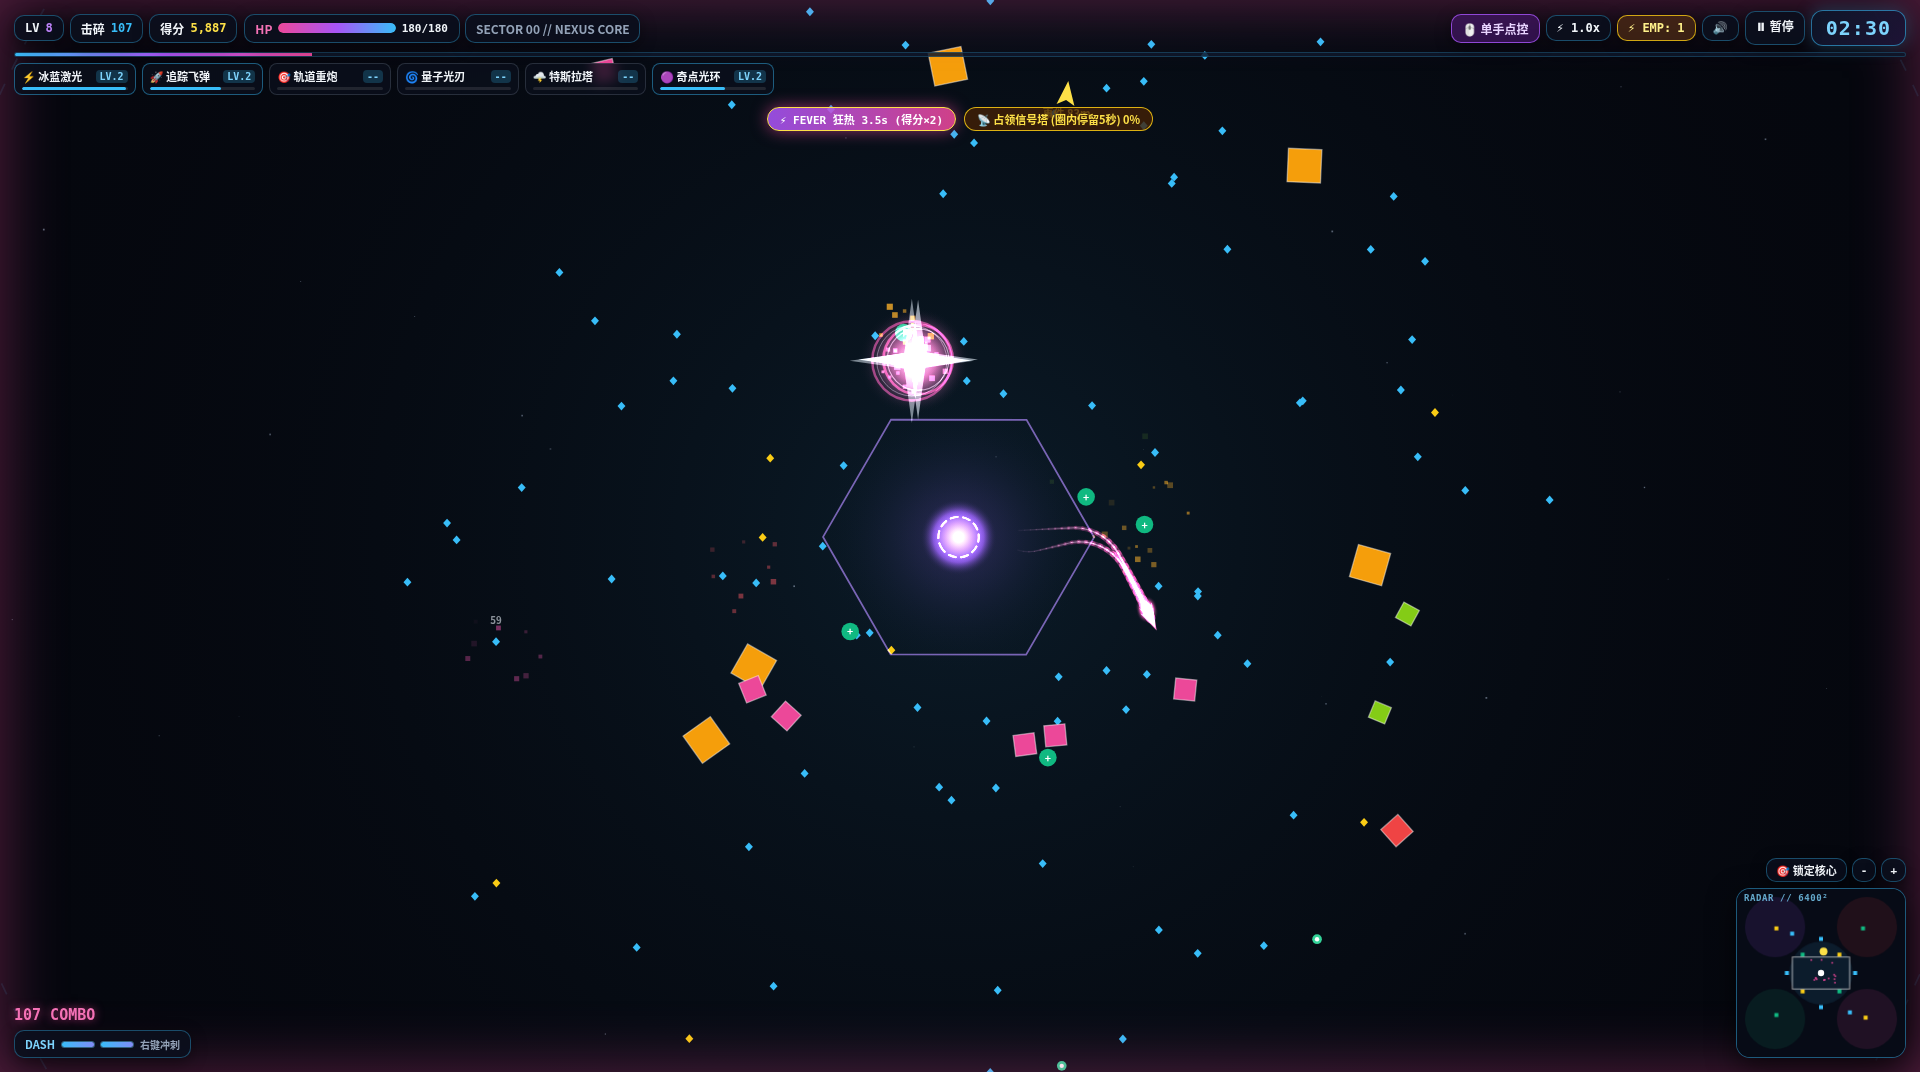 LV 8 击碎 107 得分 5,887 HP 180/180 SECTOR 00 // NEXUS CORE
单手点控 1.0x EMP: 1 暂停 02:30
冰蓝激光 LV.2 追踪飞弹 LV.2 轨道重炮 -- 量子光刃 -- 特斯拉塔 -- 奇点光环 LV.2
FEVER 狂热 3.5s (得分×2) 占领信号塔 (圈内停留5秒) 0%
59
锁定核心 - +
RADAR // 6400²
107 COMBO
DASH 右键冲刺